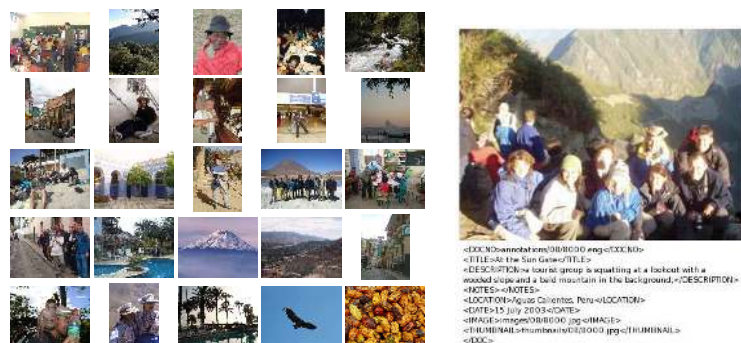 <DOCNO>annotations/08/8000.eng</DOCNO>
<TITLE>At the Sun Gate</TITLE>
<DESCRIPTION>a tourist group is squatting at a lookout with a
wooded slope and a bald mountain in the background;</DESCRIPTION>
<NOTES></NOTES>
<LOCATION>Aguas Calientes, Peru</LOCATION>
<DATE>15 July 2003</DATE>
<IMAGE>images/08/8000.jpg</IMAGE>
<THUMBNAIL>thumbnails/08/8000.jpg</THUMBNAIL>
</DOC>